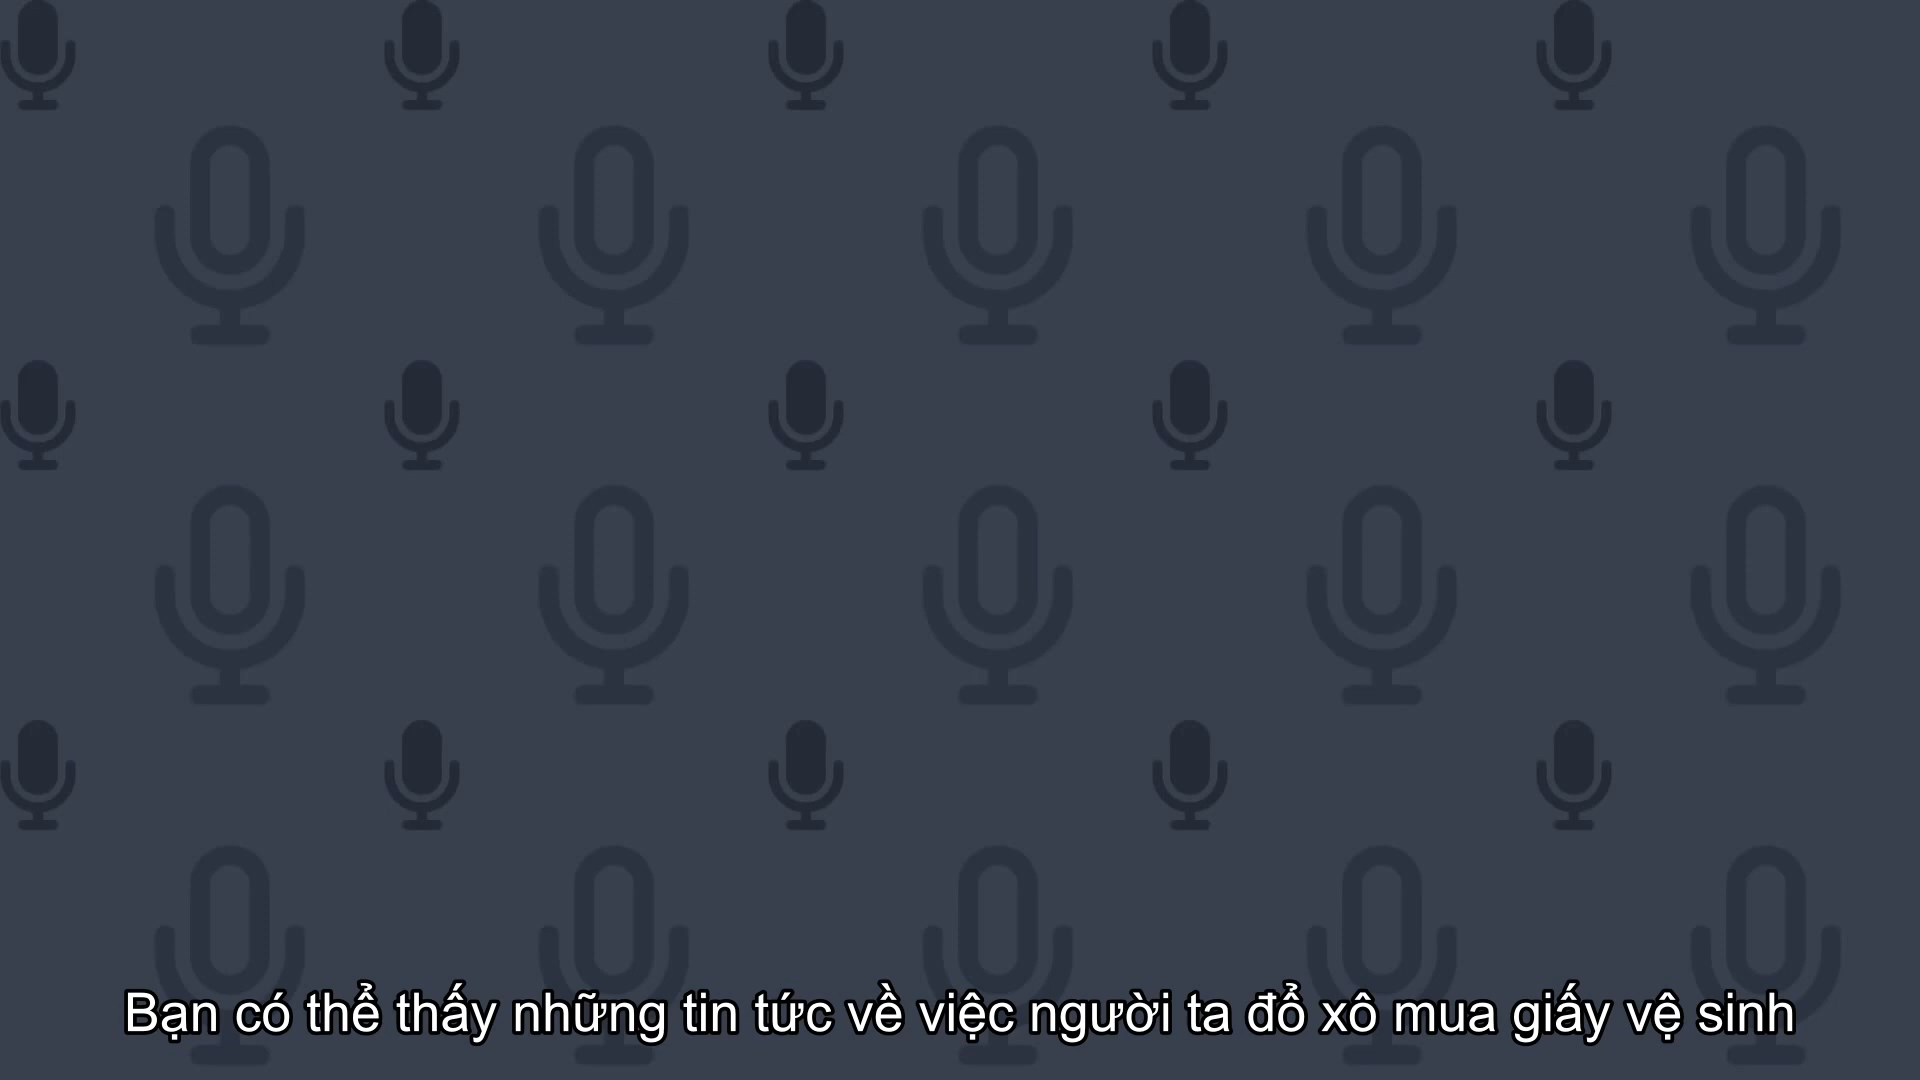 Bạn có thể thấy những tin tức về việc người ta đổ xô mua giấy vệ sinh